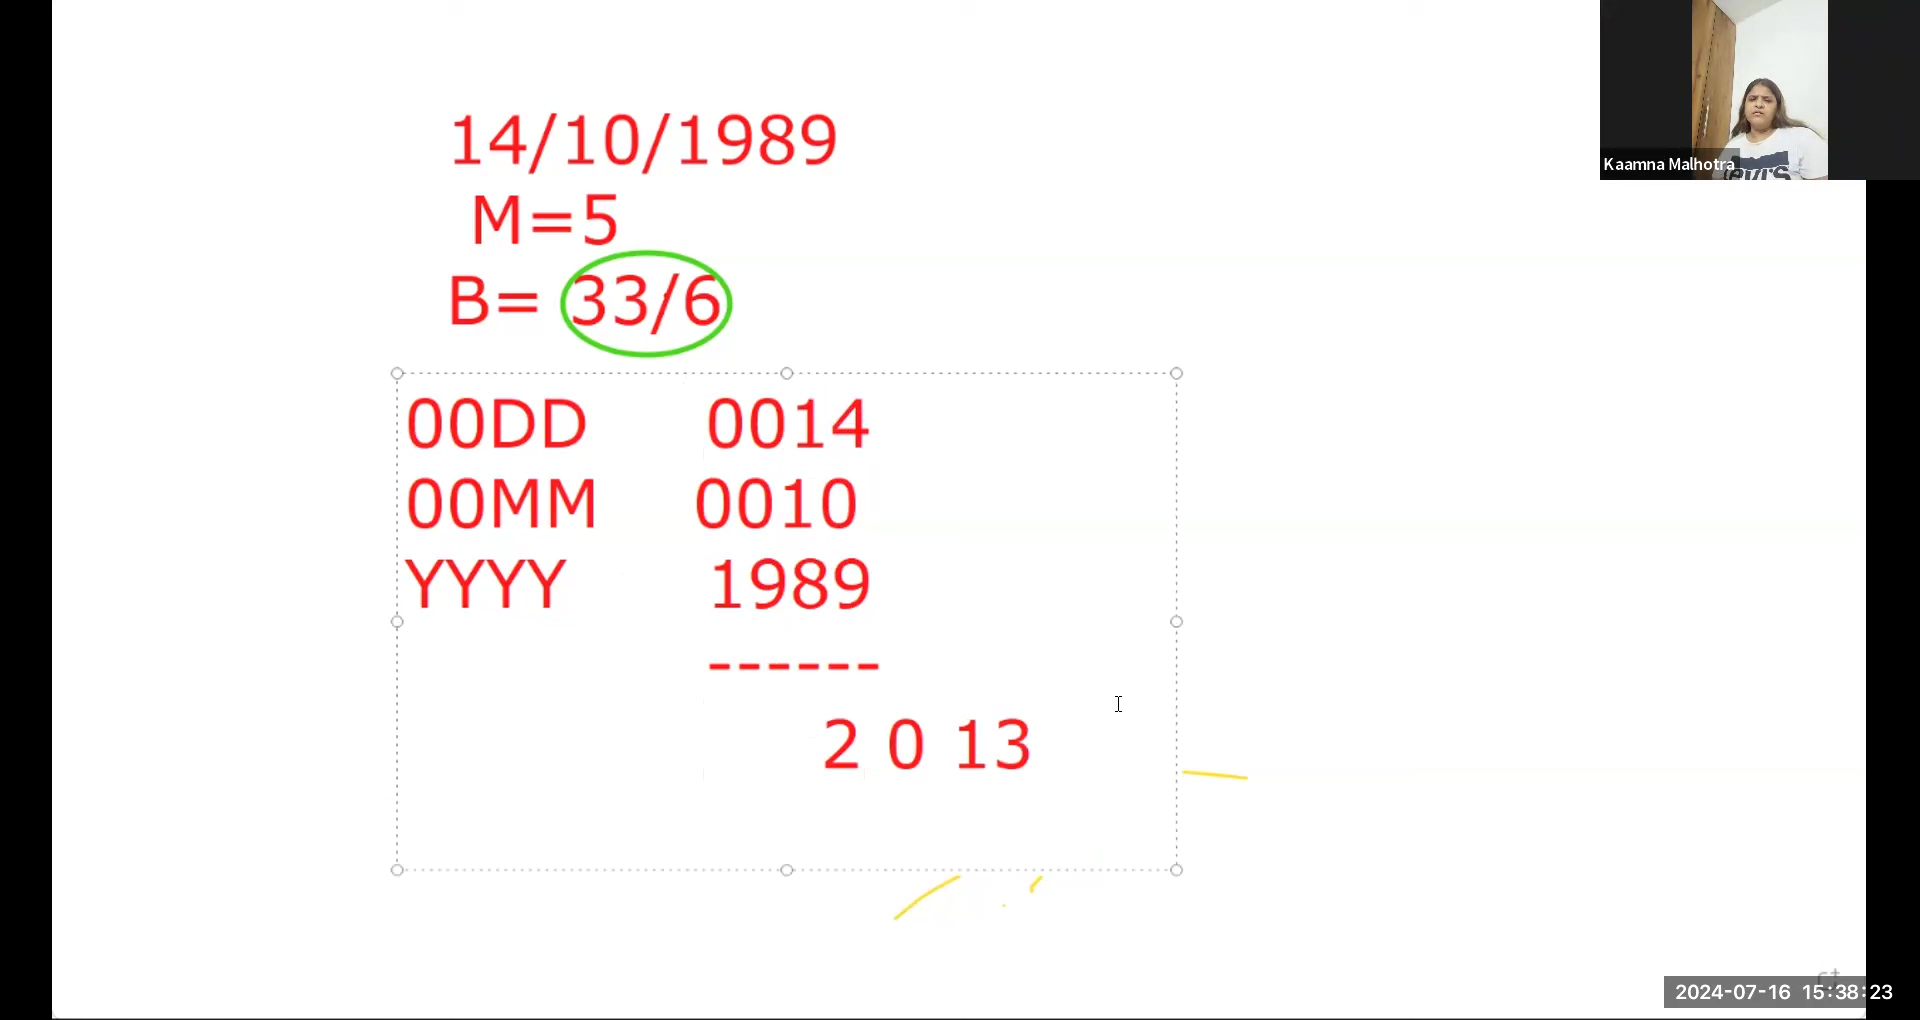 14/10/1989
M=5
B= 33/6
00DD 0014
00MM 0010
YYYY 1989
------
2 0 13
Kaamna Malhotra
2024-07-16 15:38:23